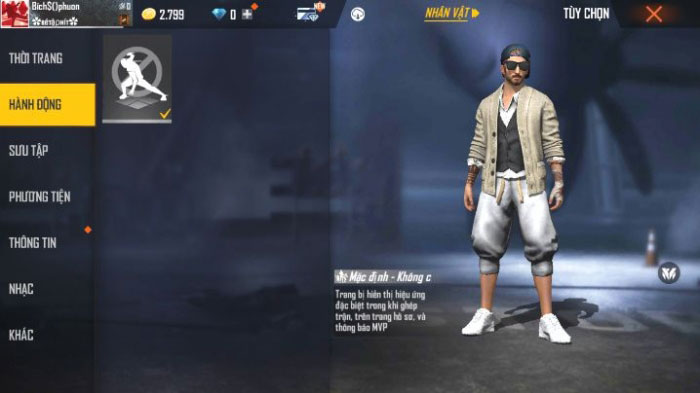 Bích$()phuon
2.799
0
NEW
NHÂN VẬT
TÙY CHỌN
THỜI TRANG
HÀNH ĐỘNG
SƯU TẬP
PHƯƠNG TIỆN
THÔNG TIN
NHẠC
KHÁC
Mặc định - Không c
Trang bị hiển thị hiệu ứng
đặc biệt trong khi ghép
trận, trên trang hồ sơ, và
thông báo MVP